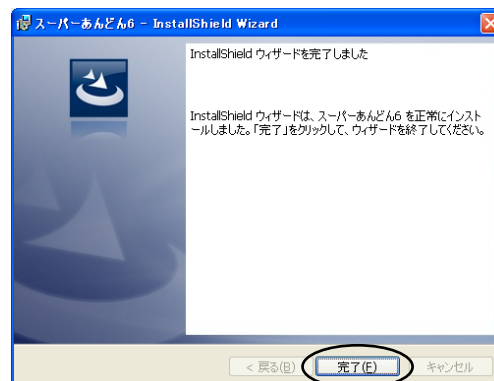 スーパーあんどん6 - InstallShield Wizard
InstallShield ウィザードを完了しました
InstallShield ウィザードは、スーパーあんどん6 を正常にインスト
ールしました。「完了」をクリックして、ウィザードを終了してください。
< 戻る(B) 完了(F) キャンセル